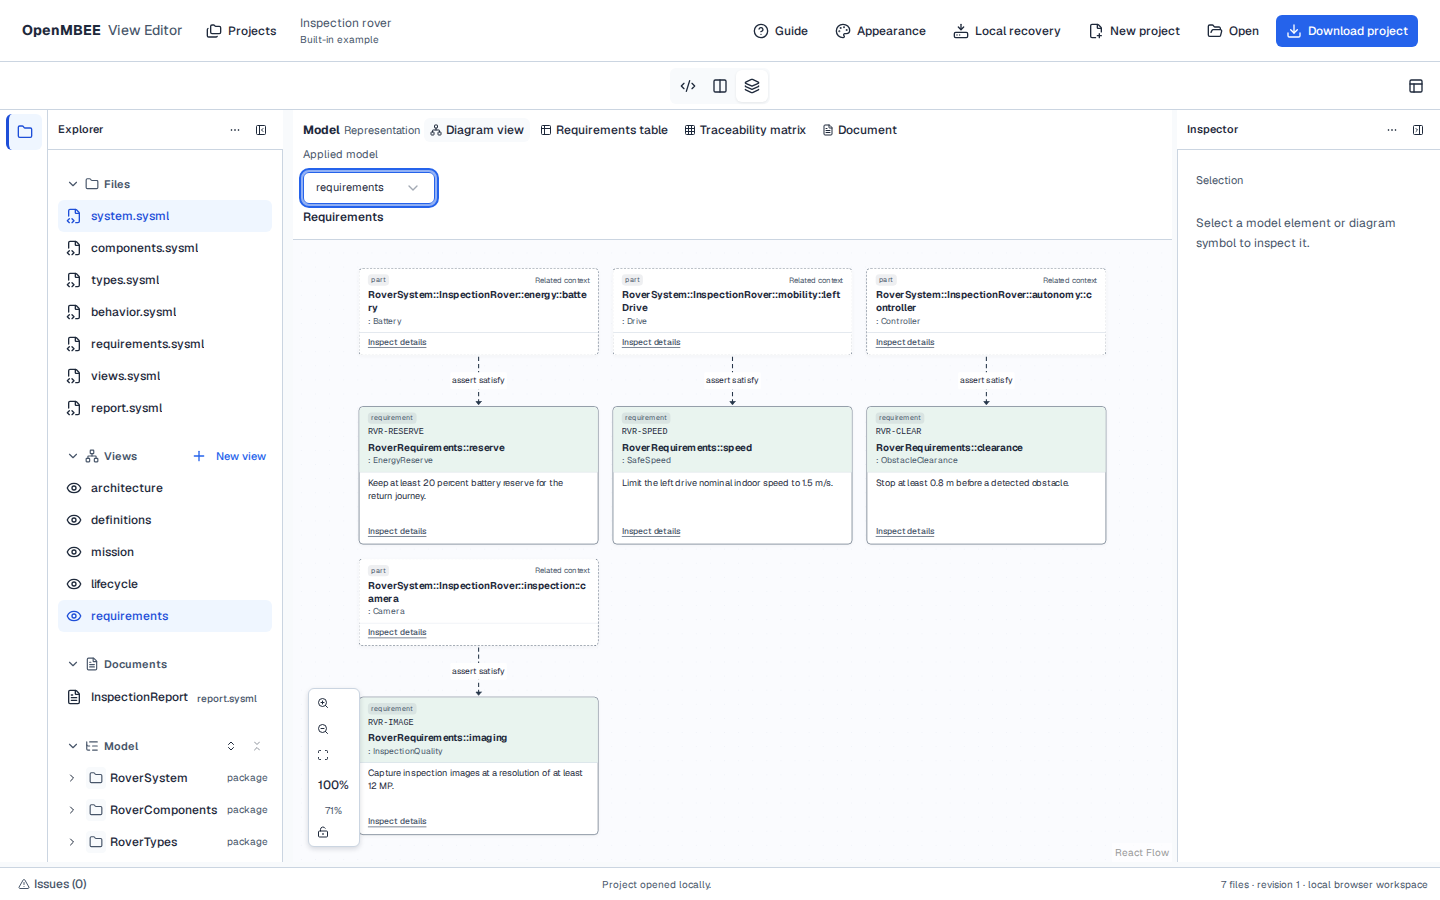 OpenMBEE View Editor
Projects
Inspection rover
Built-in example
Guide
Appearance
Local recovery
New project
Open
Download project
Explorer
Files
system.sysml
components.sysml
types.sysml
behavior.sysml
requirements.sysml
views.sysml
report.sysml
Views
New view
architecture
definitions
mission
lifecycle
requirements
Documents
InspectionReport report.sysml
Model
RoverSystem package
RoverComponents package
RoverTypes package
Model Representation Diagram view Requirements table Traceability matrix Document
Applied model
requirements
Requirements
part Related context
RoverSystem::InspectionRover::energy::batte
ry
: Battery
Inspect details
part Related context
RoverSystem::InspectionRover::mobility::left
Drive
: Drive
Inspect details
part Related context
RoverSystem::InspectionRover::autonomy::c
ontroller
: Controller
Inspect details
assert satisfy
assert satisfy
assert satisfy
requirement
RVR-RESERVE
RoverRequirements::reserve
: EnergyReserve
Keep at least 20 percent battery reserve for the
return journey.
Inspect details
requirement
RVR-SPEED
RoverRequirements::speed
: SafeSpeed
Limit the left drive nominal indoor speed to 1.5 m/s.
Inspect details
requirement
RVR-CLEAR
RoverRequirements::clearance
: ObstacleClearance
Stop at least 0.8 m before a detected obstacle.
Inspect details
part Related context
RoverSystem::InspectionRover::inspection::c
amera
: Camera
Inspect details
assert satisfy
requirement
RVR-IMAGE
RoverRequirements::imaging
: InspectionQuality
Capture inspection images at a resolution of at least
12 MP.
Inspect details
100%
71%
React Flow
Inspector
Selection
Select a model element or diagram
symbol to inspect it.
Issues (0)
Project opened locally.
7 files · revision 1 · local browser workspace